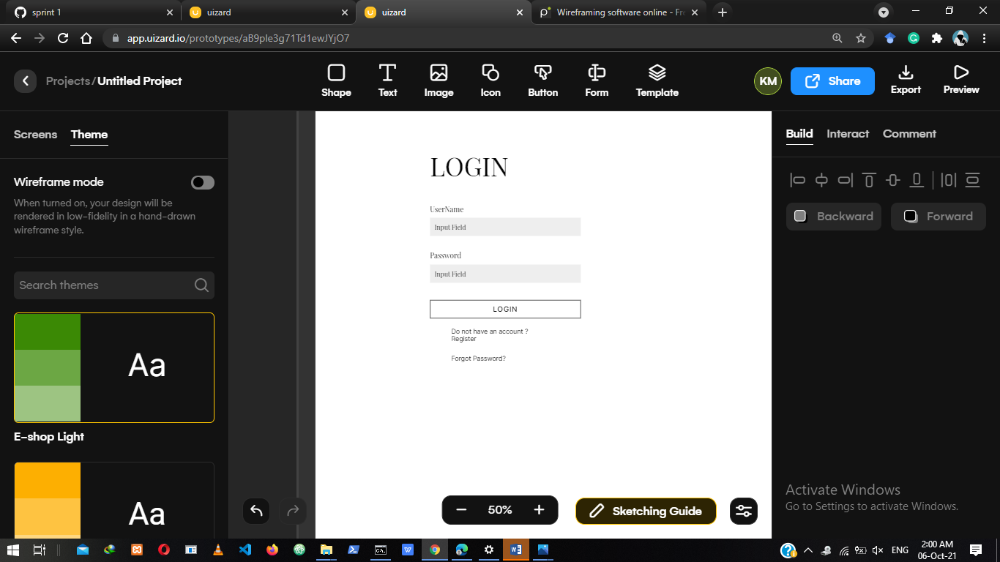 sprint 1
uizard
uizard
Wireframing software online - Fre
app.uizard.io/prototypes/aB9ple3g71Td1ewJYjO7
Projects / Untitled Project
Shape
Text
Image
Icon
Button
Form
Template
KM
Share
Export
Preview
Screens
Theme
Wireframe mode
When turned on, your design will be
rendered in low-fidelity in a hand-drawn
wireframe style.
Search themes
Aa
E-shop Light
Aa
LOGIN
UserName
Input Field
Password
Input Field
LOGIN
Do not have an account ?
Register
Forgot Password?
50%
Sketching Guide
Build
Interact
Comment
Backward
Forward
Activate Windows
Go to Settings to activate Windows.
ENG
2:00 AM
06-Oct-21